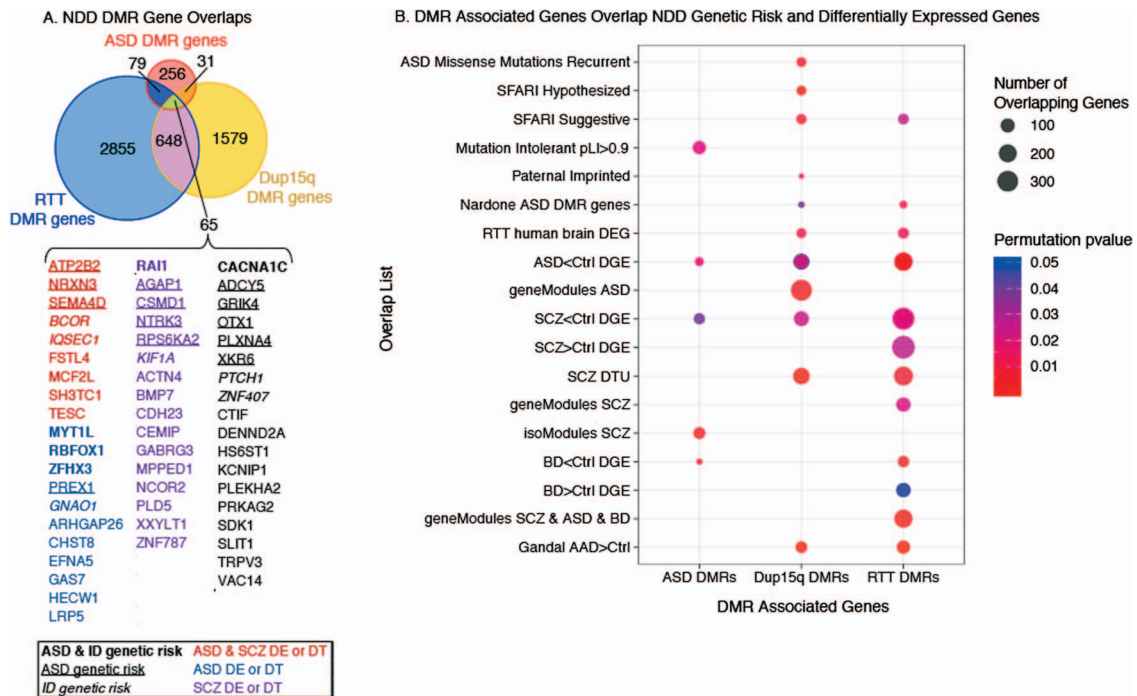 A. NDD DMR Gene Overlaps
ASD DMR genes
79
256
31
2855
648
1579
RTT
DMR genes
Dup15q
DMR genes
65
ATP2B2
NRXN3
SEMA4D
BCOR
IQSEC1
FSTL4
MCF2L
SH3TC1
TESC
MYT1L
RBFOX1
ZFHX3
PREX1
GNAO1
ARHGAP26
CHST8
EFNA5
GAS7
HECW1
LRP5
RAI1
AGAP1
CSMD1
NTRK3
RPS6KA2
KIF1A
ACTN4
BMP7
CDH23
CEMIP
GABRG3
MPPED1
NCOR2
PLD5
XXYLT1
ZNF787
CACNA1C
ADCY5
GRIK4
OTX1
PLXNA4
XKR6
PTCH1
ZNF407
CTIF
DENND2A
HS6ST1
KCNIP1
PLEKHA2
PRKAG2
SDK1
SLIT1
TRPV3
VAC14
ASD & ID genetic risk ASD & SCZ DE or DT
ASD genetic risk ASD DE or DT
ID genetic risk SCZ DE or DT
B. DMR Associated Genes Overlap NDD Genetic Risk and Differentially Expressed Genes
Overlap List
ASD Missense Mutations Recurrent
SFARI Hypothesized
SFARI Suggestive
Mutation Intolerant pLI>0.9
Paternal Imprinted
Nardone ASD DMR genes
RTT human brain DEG
ASD<Ctrl DGE
geneModules ASD
SCZ<Ctrl DGE
SCZ>Ctrl DGE
SCZ DTU
geneModules SCZ
isoModules SCZ
BD<Ctrl DGE
BD>Ctrl DGE
geneModules SCZ & ASD & BD
Gandal AAD>Ctrl
ASD DMRs Dup15q DMRs RTT DMRs
DMR Associated Genes
Number of
Overlapping Genes
100
200
300
Permutation pvalue
0.05
0.04
0.03
0.02
0.01